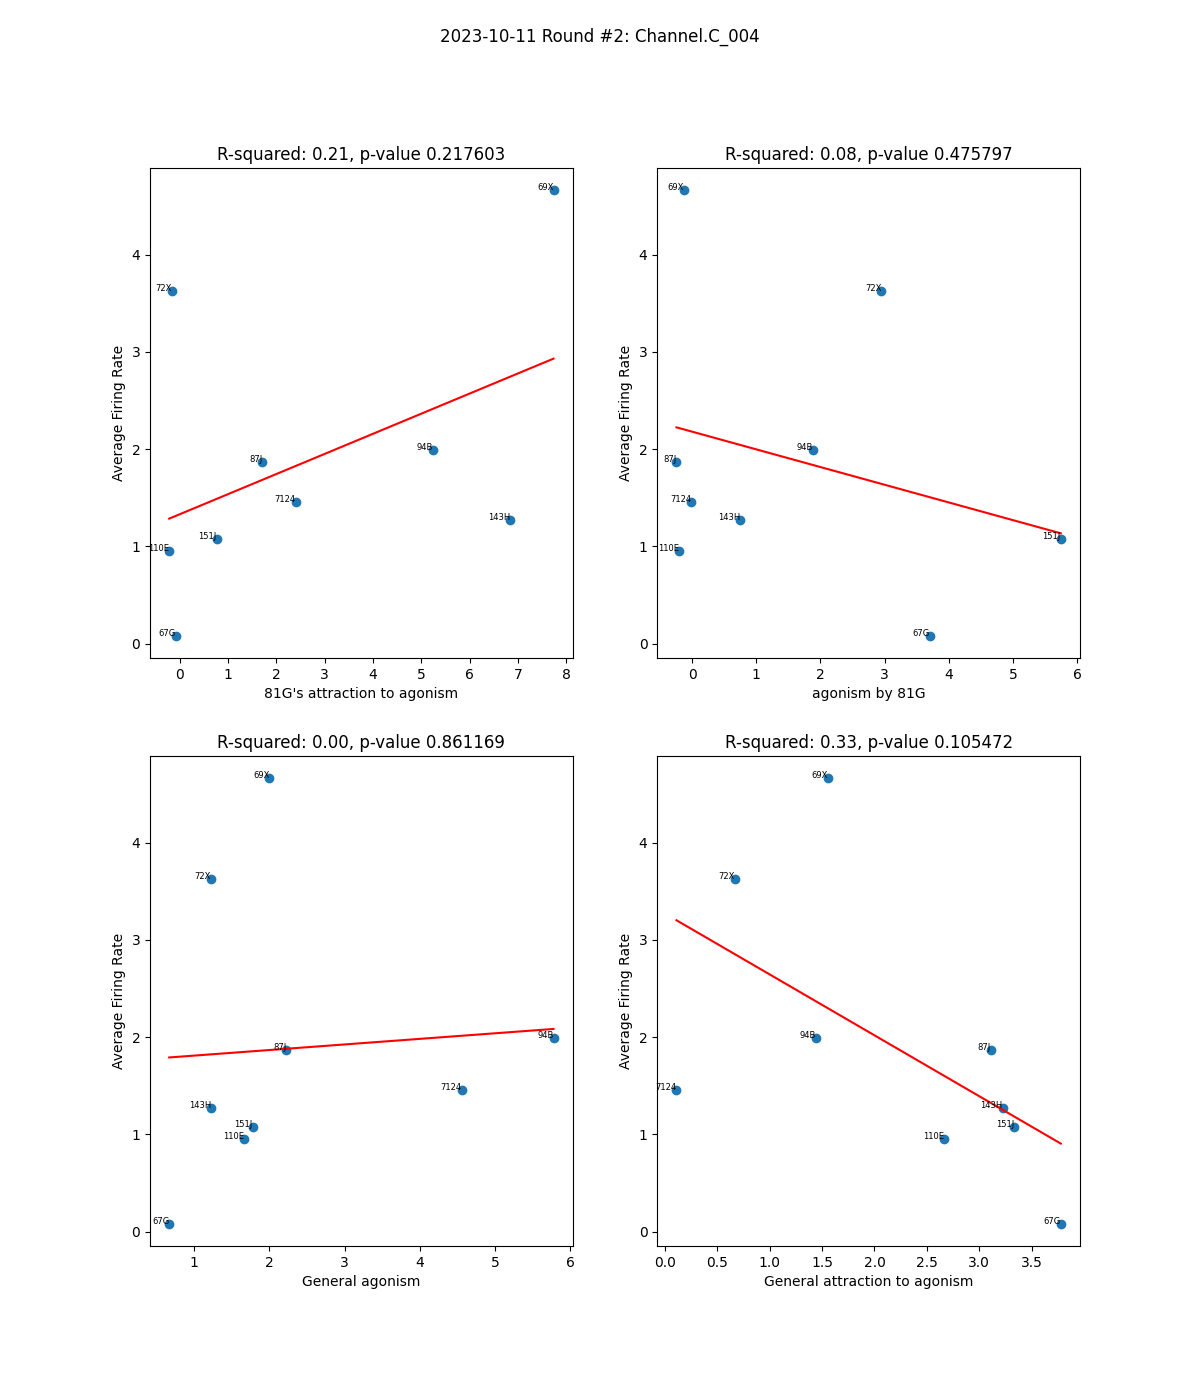 2023-10-11 Round #2: Channel.C_004
R-squared: 0.21, p-value 0.217603
69X
72X
94B
87J
7124
143H
151J
110E
67G
4
3
2
1
0
Average Firing Rate
0 1 2 3 4 5 6 7 8
81G's attraction to agonism
R-squared: 0.08, p-value 0.475797
69X
72X
94B
87J
7124
143H
151J
110E
67G
4
3
2
1
0
Average Firing Rate
0 1 2 3 4 5 6
agonism by 81G
R-squared: 0.00, p-value 0.861169
69X
72X
94B
87J
7124
143H
151J
110E
67G
4
3
2
1
0
Average Firing Rate
1 2 3 4 5 6
General agonism
R-squared: 0.33, p-value 0.105472
69X
72X
94B
87J
7124
143H
151J
110E
67G
4
3
2
1
0
Average Firing Rate
0.0 0.5 1.0 1.5 2.0 2.5 3.0 3.5
General attraction to agonism